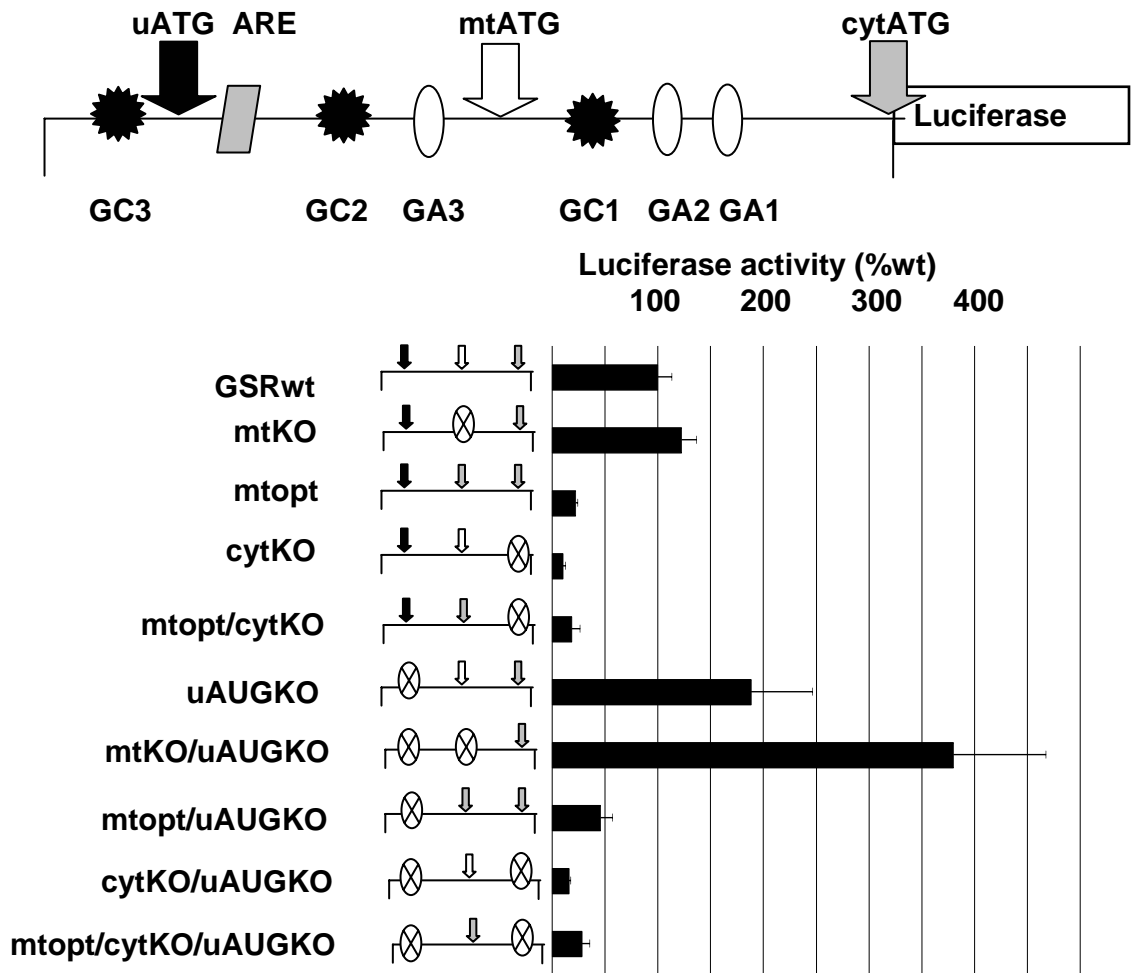 uATG ARE mtATG cytATG
Luciferase
GC3 GC2 GA3 GC1 GA2 GA1
Luciferase activity (%wt)
100 200 300 400
GSRwt
mtKO
mtopt
cytKO
mtopt/cytKO
uAUGKO
mtKO/uAUGKO
mtopt/uAUGKO
cytKO/uAUGKO
mtopt/cytKO/uAUGKO